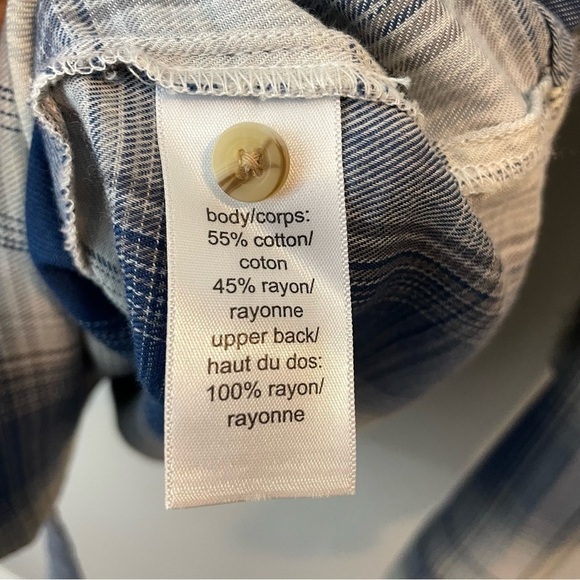 body/corps:
55% cotton/
coton
45% rayon/
rayonne
upper back/
haut du dos:
100% rayon/
rayonne